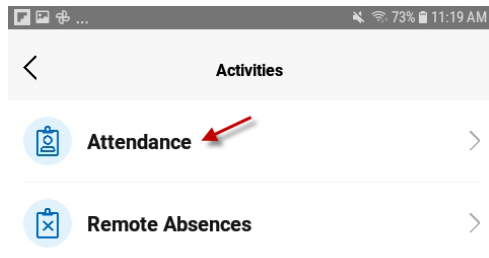 ... 73% 11:19 AM
Activities
Attendance
Remote Absences